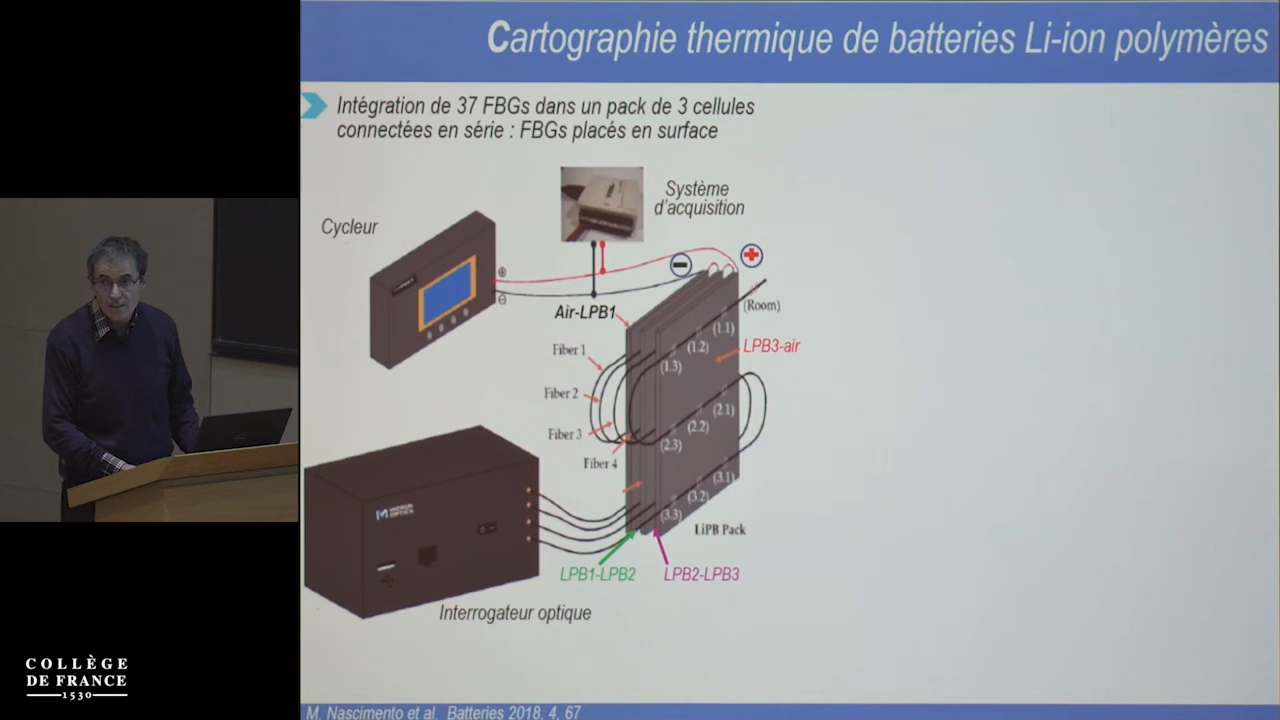 Cartographie thermique de batteries Li-ion polymères
Intégration de 37 FBGs dans un pack de 3 cellules
connectées en série : FBGs placés en surface
Système
d'acquisition
Cycleur
Air-LPB1
(Room)
(1.1)
(1.2)
(1.3)
LPB3-air
Fiber 1
Fiber 2
Fiber 3
Fiber 4
(2.1)
(2.2)
(2.3)
(3.1)
(3.2)
(3.3)
LiPB Pack
MICRON
OPTICS
LPB1-LPB2
LPB2-LPB3
Interrogateur optique
COLLÈGE
DE FRANCE
1530
M. Nascimento et al. Batteries 2018, 4, 67